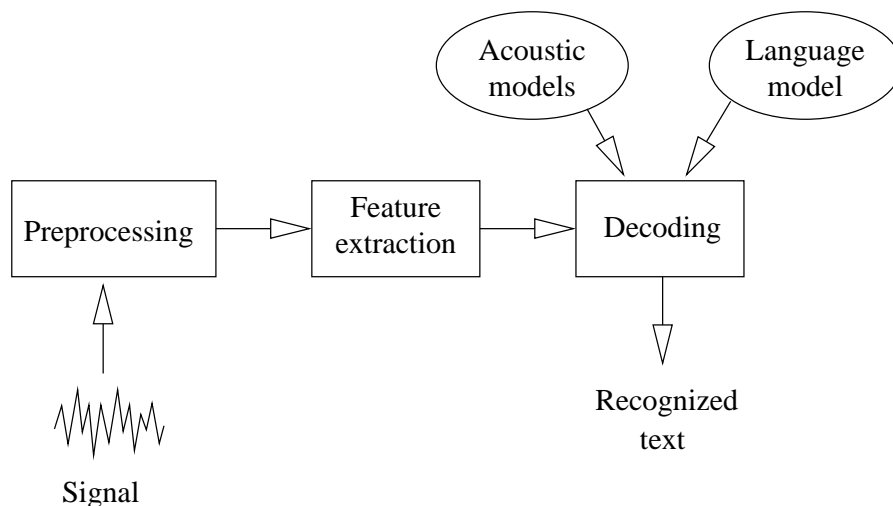 Acoustic
models
Language
model
Preprocessing
Feature
extraction
Decoding
Recognized
text
Signal